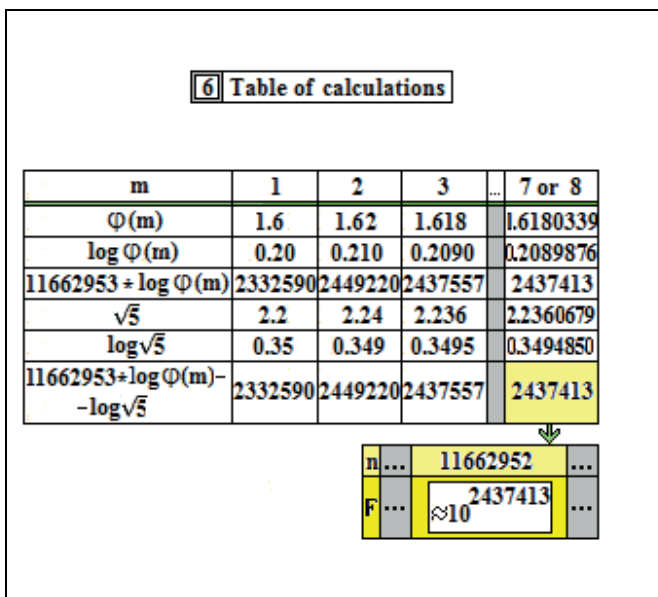 6 Table of calculations
m 1 2 3 ... 7 or 8
φ(m) 1.6 1.62 1.618 1.6180339
log φ(m) 0.20 0.210 0.2090 0.2089876
11662953 * log φ(m) 2332590 2449220 2437557 2437413
√5 2.2 2.24 2.236 2.2360679
log√5 0.35 0.349 0.3495 0.3494850
11662953*log φ(m)-
-log√5 2332590 2449220 2437557 2437413
n ... 11662952 ...
F ... ≈10^2437413 ...